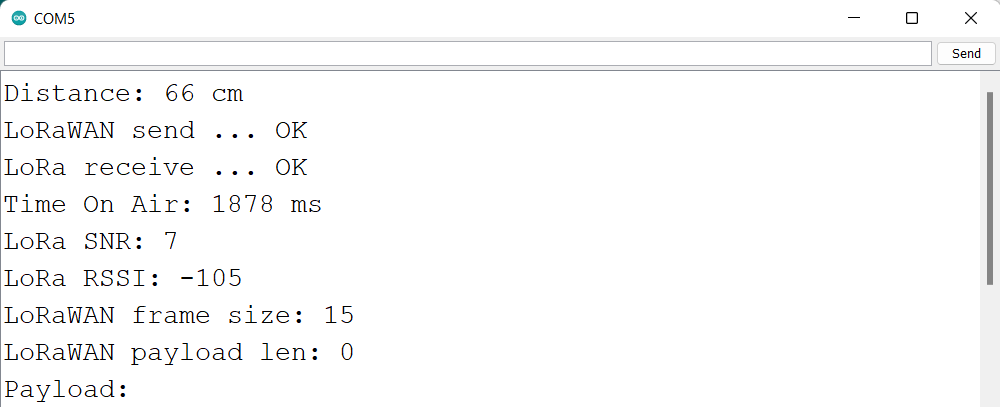 COM5
Send
Distance: 66 cm
LoRaWAN send ... OK
LoRa receive ... OK
Time On Air: 1878 ms
LoRa SNR: 7
LoRa RSSI: -105
LoRaWAN frame size: 15
LoRaWAN payload len: 0
Payload: